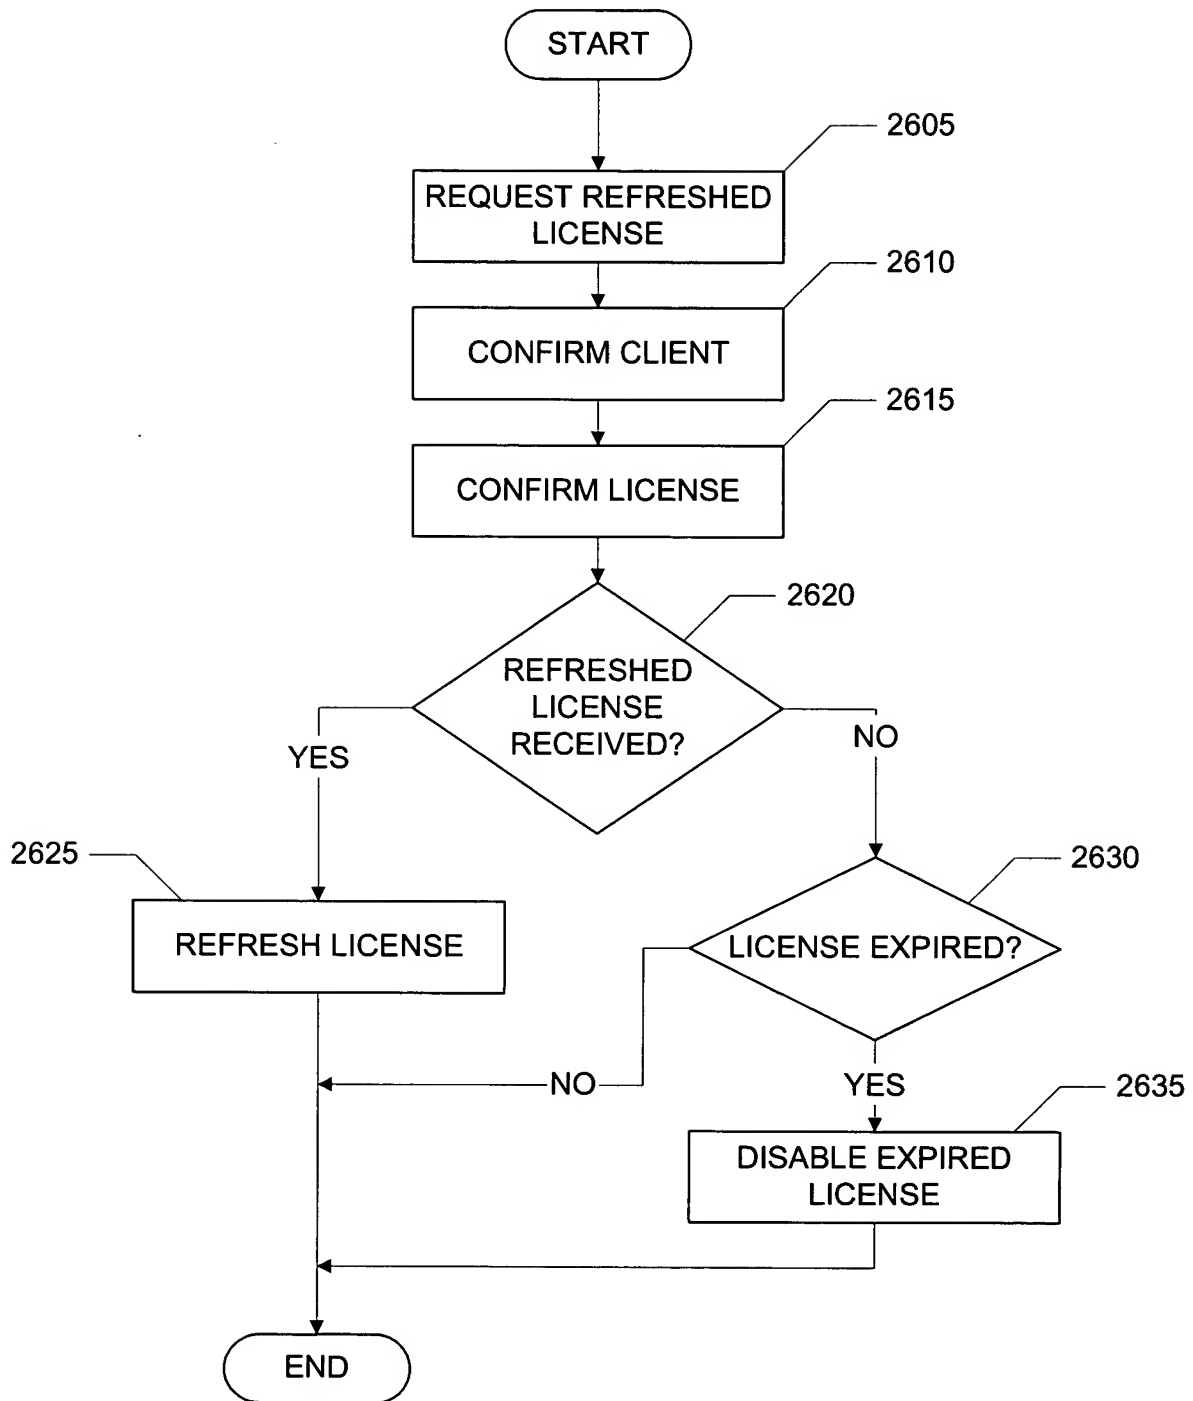 START
2605
REQUEST REFRESHED
LICENSE
2610
CONFIRM CLIENT
2615
CONFIRM LICENSE
2620
REFRESHED
LICENSE
RECEIVED?
YES
NO
2625
REFRESH LICENSE
2630
LICENSE EXPIRED?
NO
YES
2635
DISABLE EXPIRED
LICENSE
END